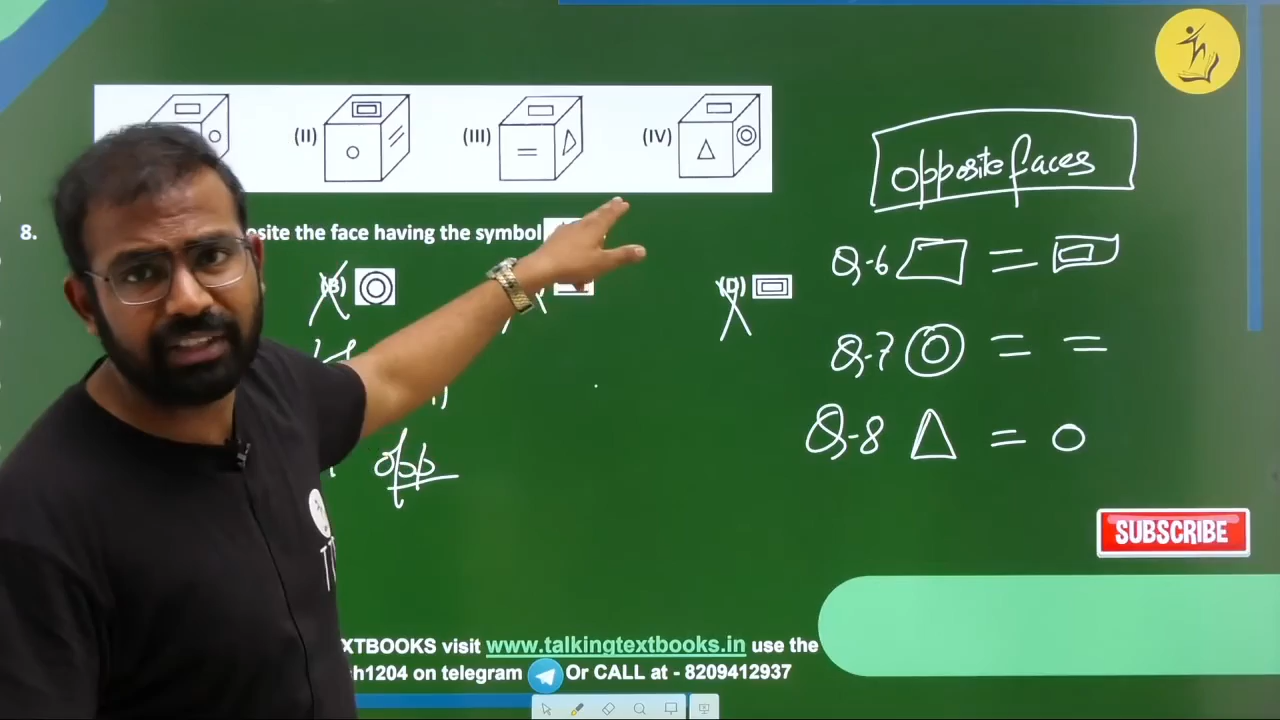 (II) (III) (IV)
opposite faces
8. osite the face having the symbol
Q-6 =
(B) (D)
Q-7 = =
Q-8 =
opp
SUBSCRIBE
XTBOOKS visit www.talkingtextbooks.in use the
h1204 on telegram Or CALL at - 8209412937